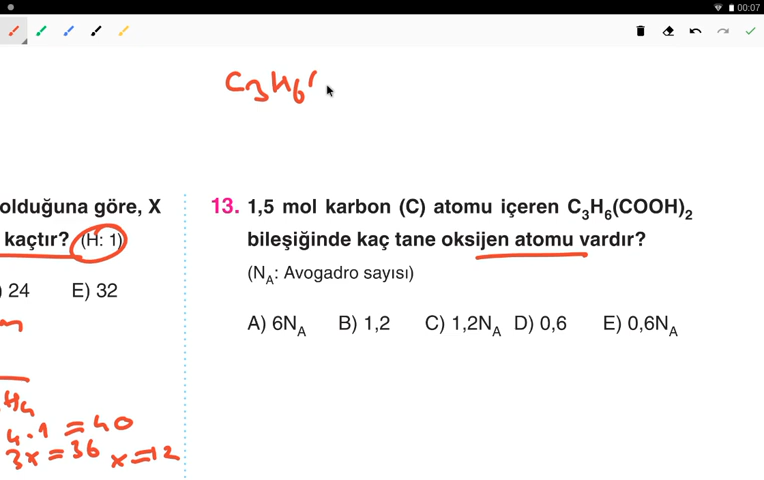 00:07
C3H6(
olduğuna göre, X
kaçtır? (H: 1)
) 24 E) 32
H4
4.1 = 40
3x = 36 x = 12
13. 1,5 mol karbon (C) atomu içeren C3H6(COOH)2
bileşiğinde kaç tane oksijen atomu vardır?
(NA: Avogadro sayısı)
A) 6NA B) 1,2 C) 1,2NA D) 0,6 E) 0,6NA